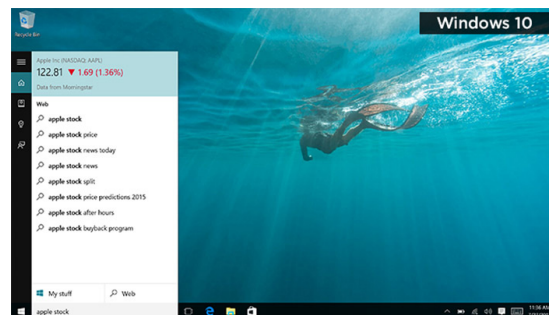 Windows 10
Recycle Bin
Apple Inc (NASDAQ: AAPL)
122.81 ▼ 1.69 (1.36%)
Data from Morningstar
Web
apple stock
apple stock price
apple stock news today
apple stock news
apple stock split
apple stock price predictions 2015
apple stock after hours
apple stock buyback program
My stuff
Web
apple stock
11:36 AM